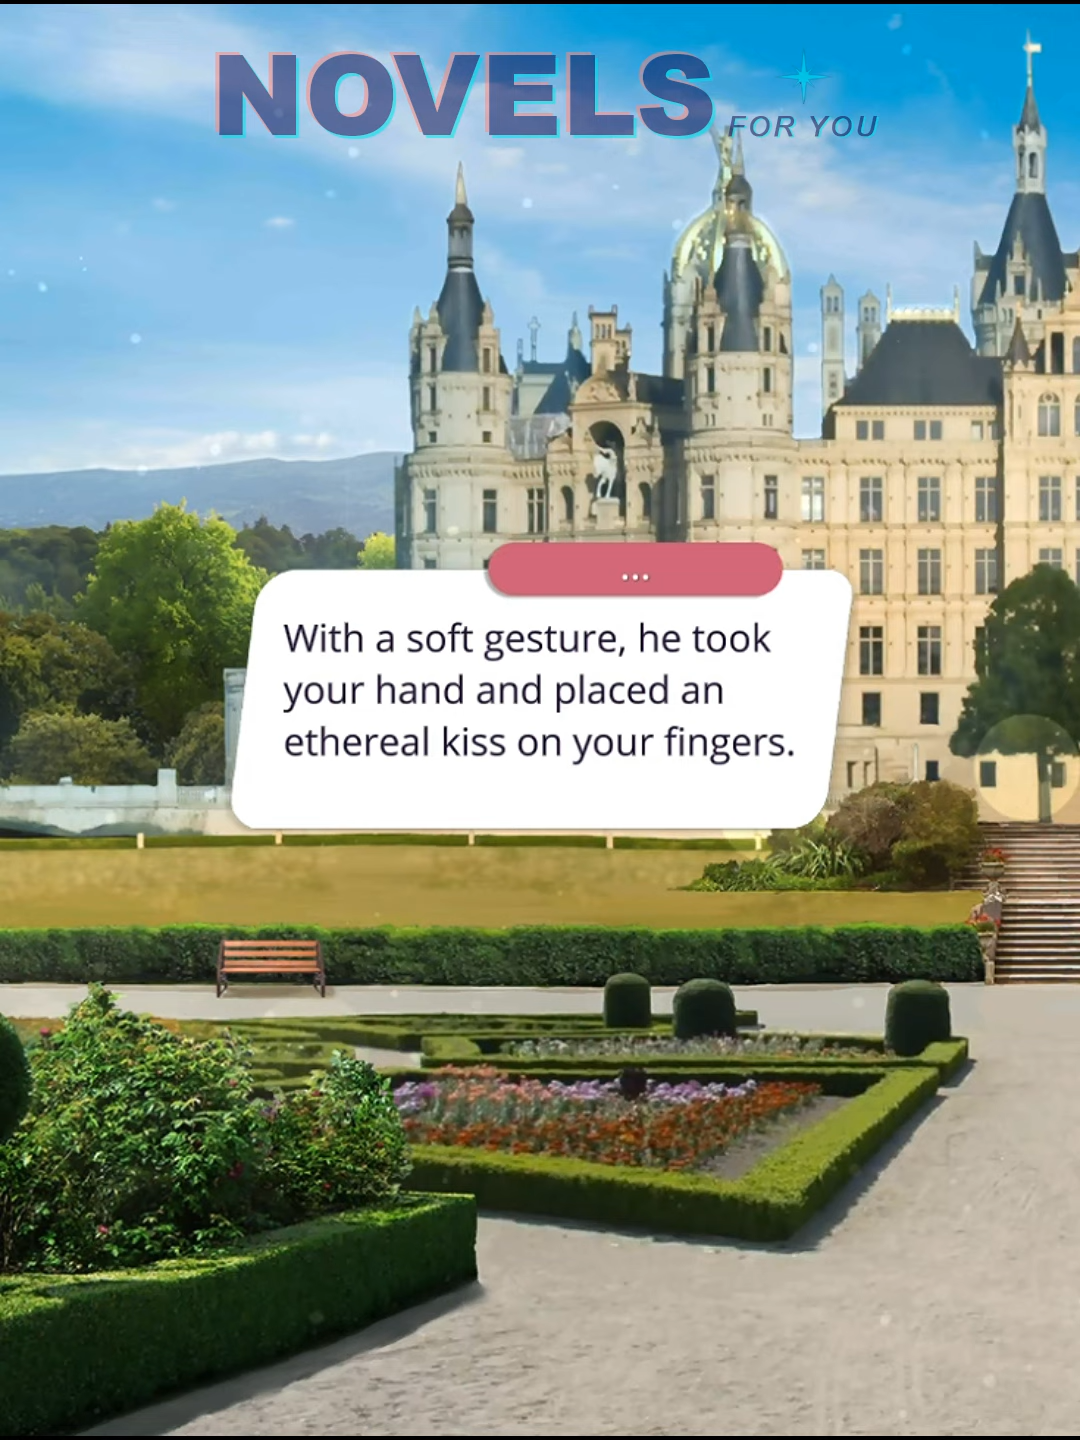 NOVELS
FOR YOU
...
With a soft gesture, he took
your hand and placed an
ethereal kiss on your fingers.